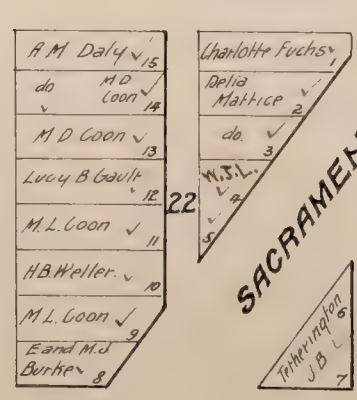 A M Daly ✓
15
do M D
✓ Coon ✓
14
M D Coon ✓
13
Lucy B Gault
✓ 12
M.L. Coon ✓
11
H.B. Weller. ✓
10
M L Coon ✓
9
E and M.J
Burke ✓ 8
22
Charlotte Fuchs ✓
1
Delia
Mattice ✓
2
do. ✓
3
W.J.L.
✓ 4
✓
5
SACRAMEN
Tetherington 6
J B ✓
7